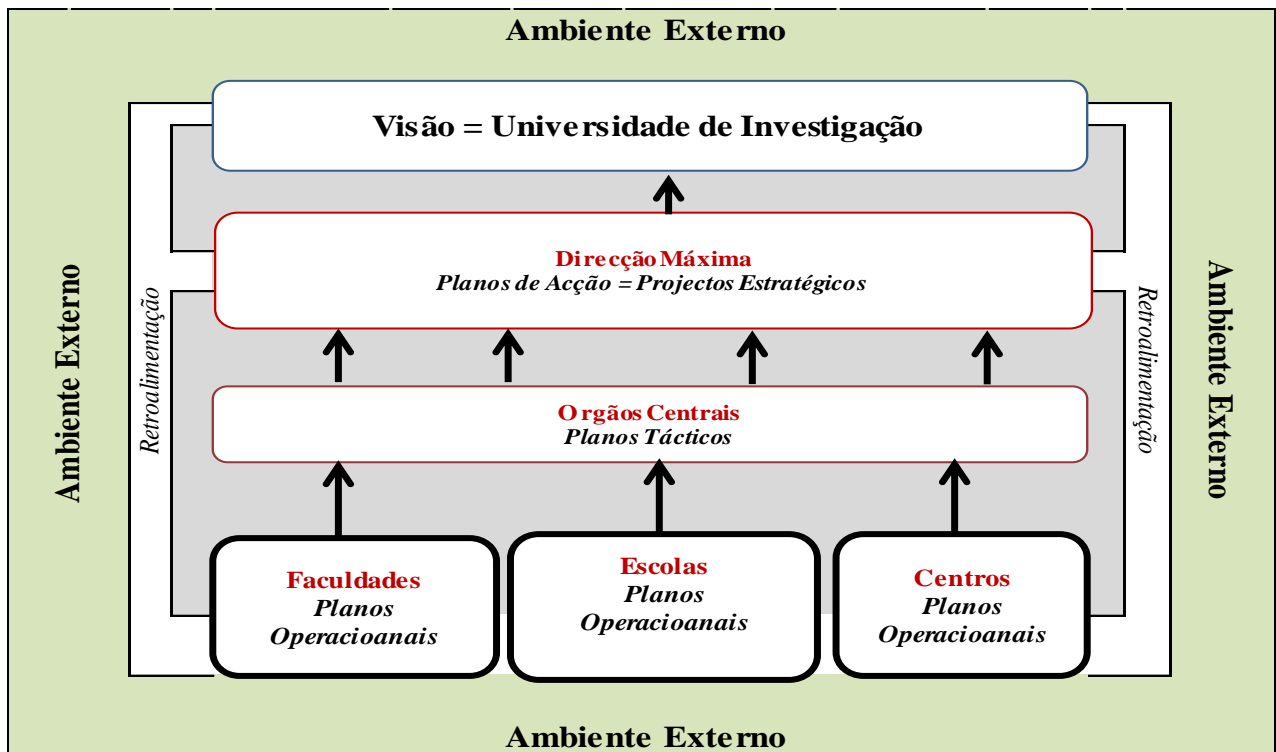 Ambiente Externo
Visão = Universidade de Investigação
Direcção Máxima
Planos de Acção = Projectos Estratégicos
Ambiente Externo
Retroalimentação
Retroalimentação
Ambiente Externo
Orgãos Centrais
Planos Tácticos
Faculdades
Planos
Operacioanais
Escolas
Planos
Operacioanais
Centros
Planos
Operacioanais
Ambiente Externo